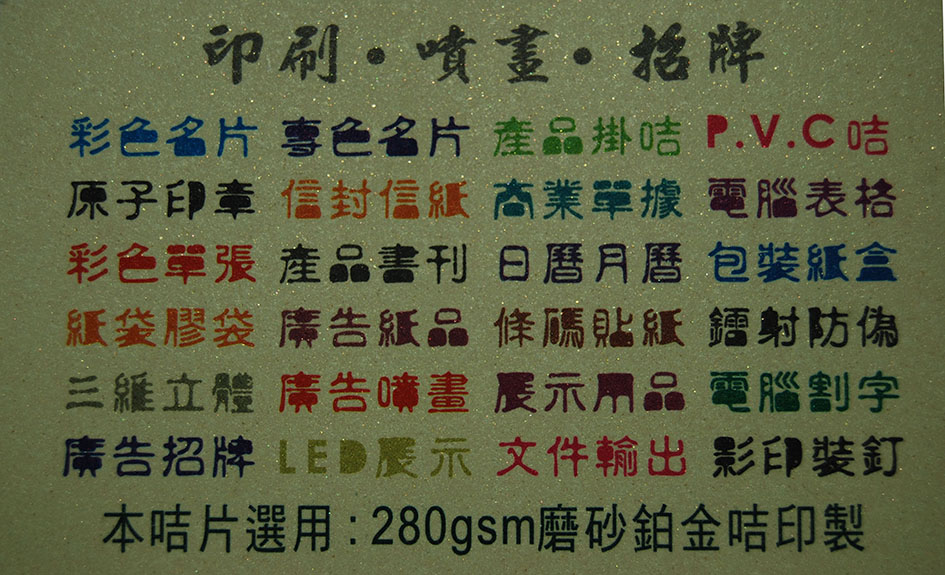 印刷・噴畫・招牌
彩色名片 專色名片 產品掛咭 P.V.C咭
原子印章 信封信紙 商業單據 電腦表格
彩色單張 產品書刊 日曆月曆 包裝紙盒
紙袋膠袋 廣告紙品 條碼貼紙 鐳射防偽
三維立體 廣告噴畫 展示用品 電腦割字
廣告招牌 LED展示 文件輸出 影印裝釘
本咭片選用:280gsm磨砂鉑金咭印製